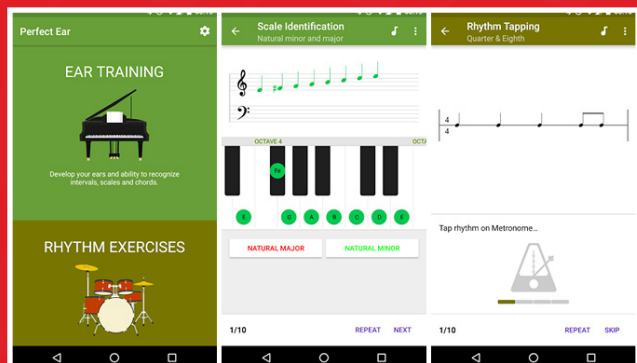 Perfect Ear
EAR TRAINING
Develop your ears and ability to recognize
intervals, scales and chords.
RHYTHM EXERCISES
Scale Identification
Natural minor and major
OCTAVE 4
OCTA
F#
E G A B C D E
NATURAL MAJOR NATURAL MINOR
1/10 REPEAT NEXT
Rhythm Tapping
Quarter & Eighth
4
4
Tap rhythm on Metronome...
1/10 REPEAT SKIP